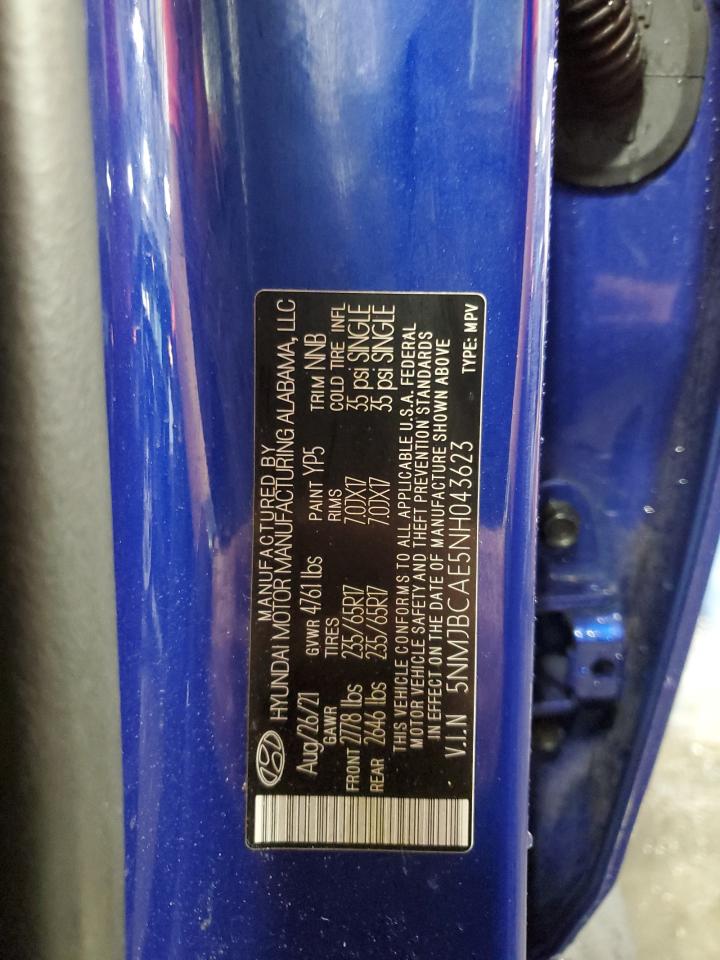 MANUFACTURED BY
HYUNDAI MOTOR MANUFACTURING ALABAMA, LLC
Aug/26/21 GVWR 4761 lbs PAINT YP5 TRIM NNB
GAWR TIRES RIMS COLD TIRE INFL
FRONT 2778 lbs 235/65R17 7.0JX17 35 psi SINGLE
REAR 2646 lbs 235/65R17 7.0JX17 35 psi SINGLE
THIS VEHICLE CONFORMS TO ALL APPLICABLE U.S.A. FEDERAL
MOTOR VEHICLE SAFETY AND THEFT PREVENTION STANDARDS
IN EFFECT ON THE DATE OF MANUFACTURE SHOWN ABOVE
V.I.N 5NMJBCAE5NH043623 TYPE: MPV